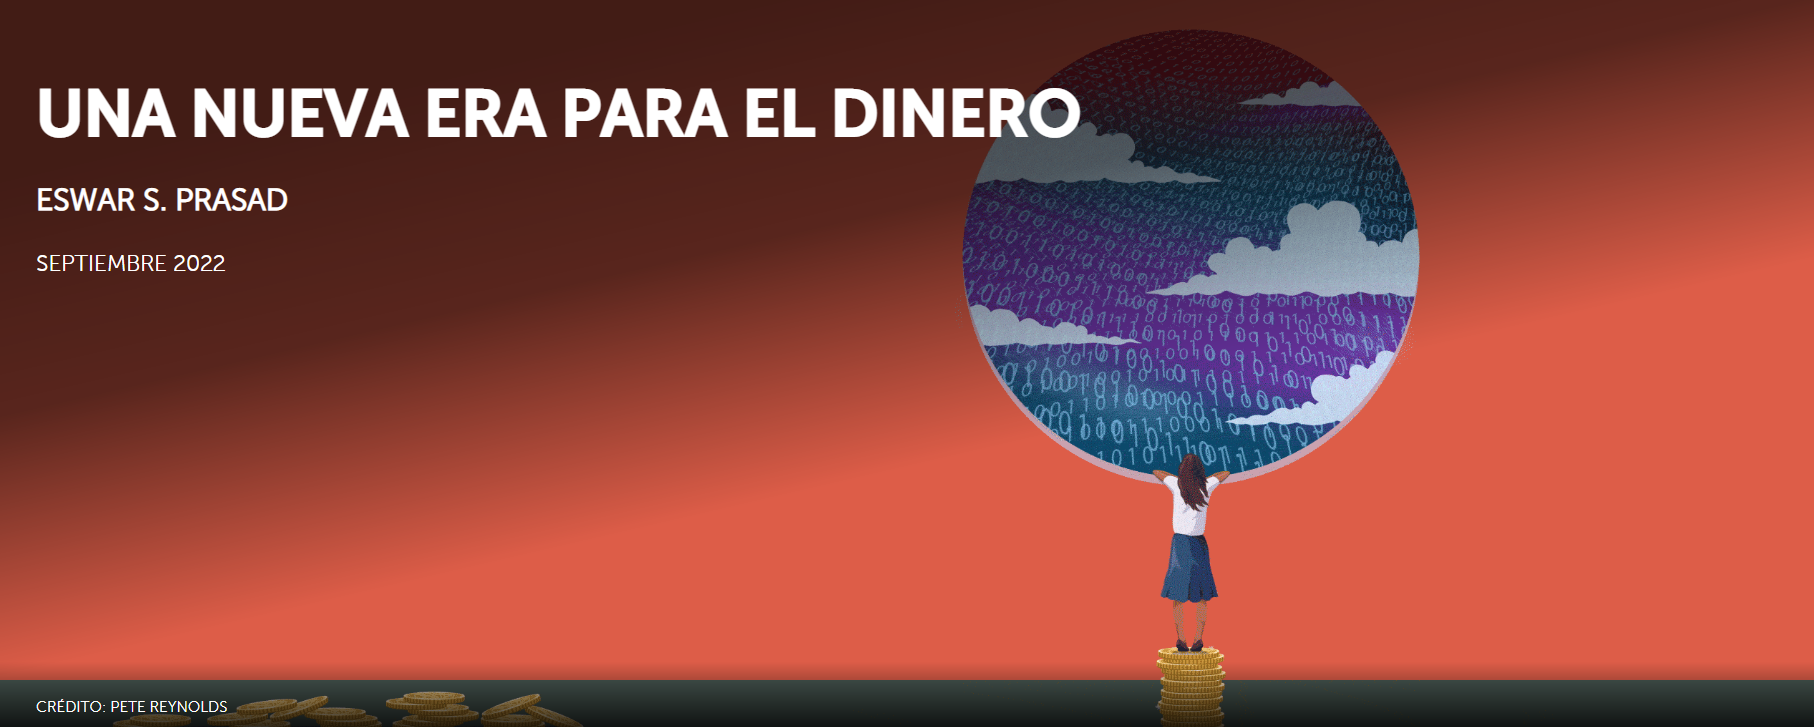 UNA NUEVA ERA PARA EL DINERO
ESWAR S. PRASAD
SEPTIEMBRE 2022
CRÉDITO: PETE REYNOLDS